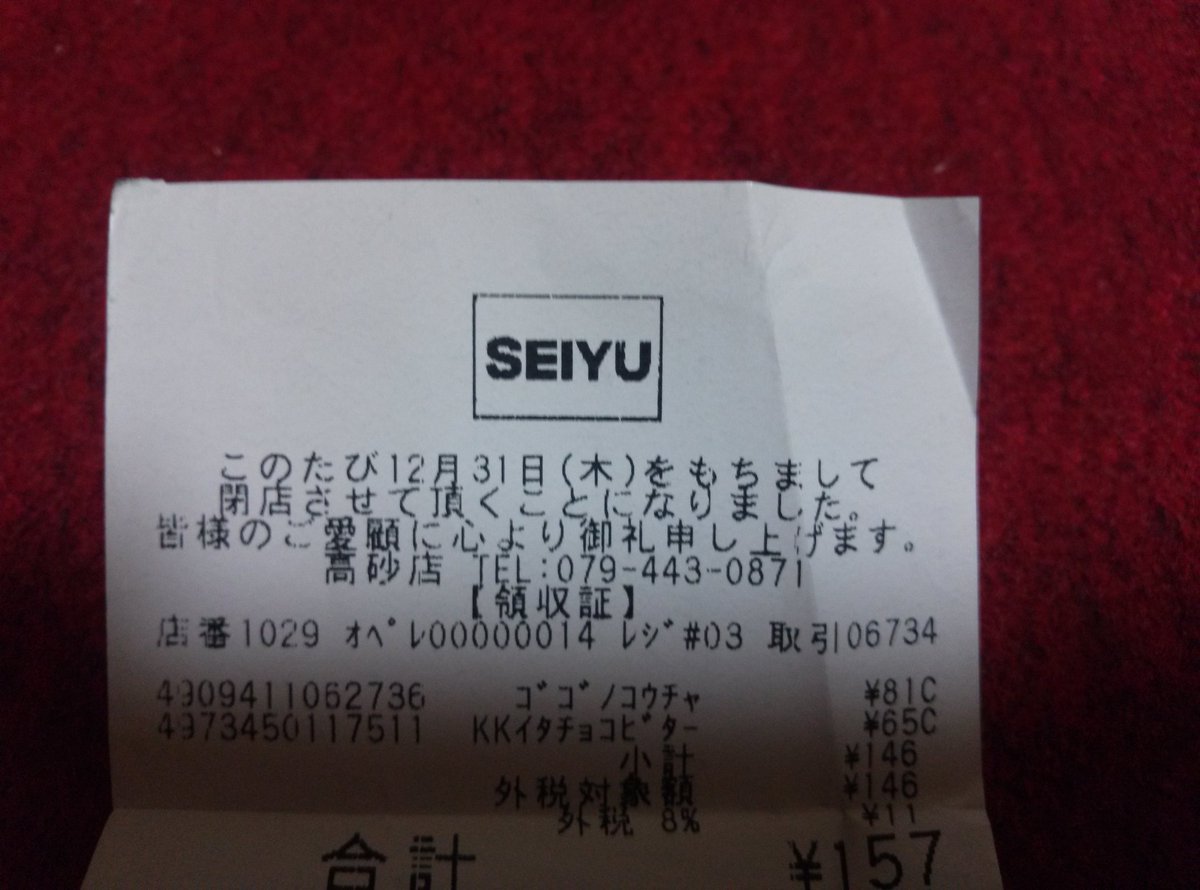 SEIYU
このたび12月31日(木)をもちまして
閉店させて頂くことになりました。
皆様のご愛顧に心より御礼申し上げます。
高砂店 TEL:079-443-0871
【領収証】
店番1029 ｵﾍﾟﾚ00000014 ﾚｼﾞ#03 取引06734
4909411062736 ｺﾞｺﾞﾉｺｳﾁｬ ¥81C
4973450117511 KKｲﾀﾁｮｺﾋﾞﾀｰ ¥65C
小計 ¥146
外税対象額 ¥146
外税 8% ¥11
合計 ¥157